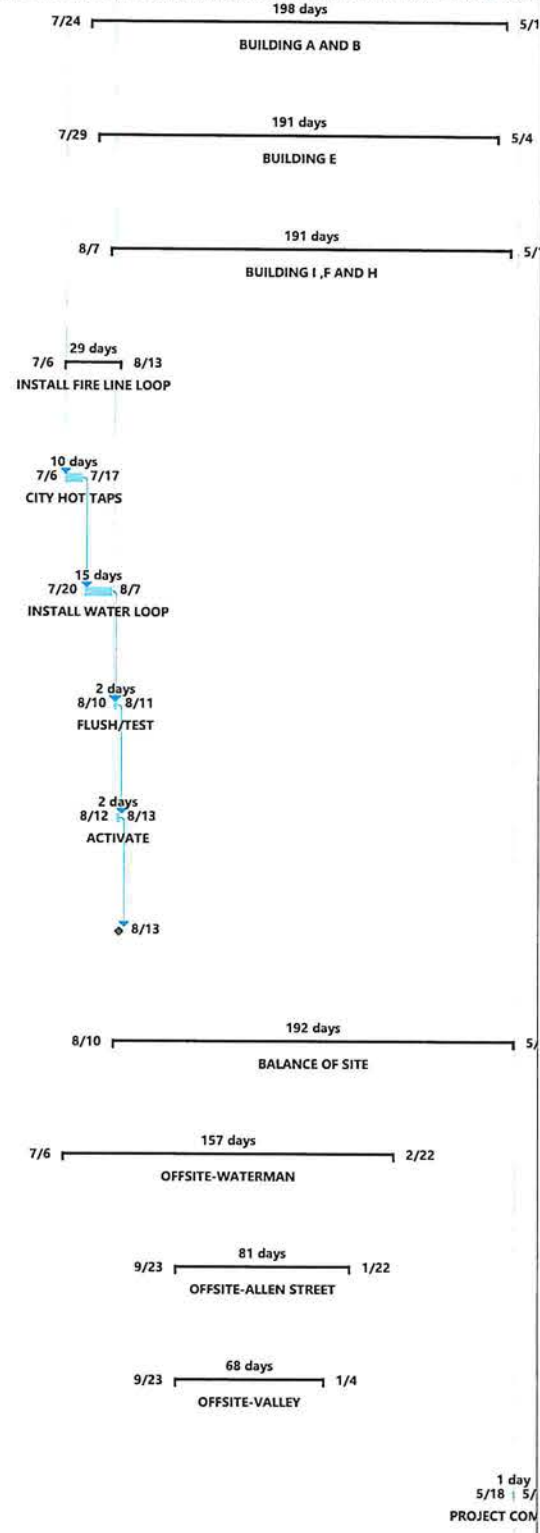 198 days
7/24 5/1
BUILDING A AND B
191 days
7/29 5/4
BUILDING E
191 days
8/7 5/
BUILDING I ,F AND H
29 days
7/6 8/13
INSTALL FIRE LINE LOOP
10 days
7/6 7/17
CITY HOT TAPS
15 days
7/20 8/7
INSTALL WATER LOOP
2 days
8/10 8/11
FLUSH/TEST
2 days
8/12 8/13
ACTIVATE
8/13
192 days
8/10 5/
BALANCE OF SITE
157 days
7/6 2/22
OFFSITE-WATERMAN
81 days
9/23 1/22
OFFSITE-ALLEN STREET
68 days
9/23 1/4
OFFSITE-VALLEY
1 day
5/18 5/
PROJECT COM